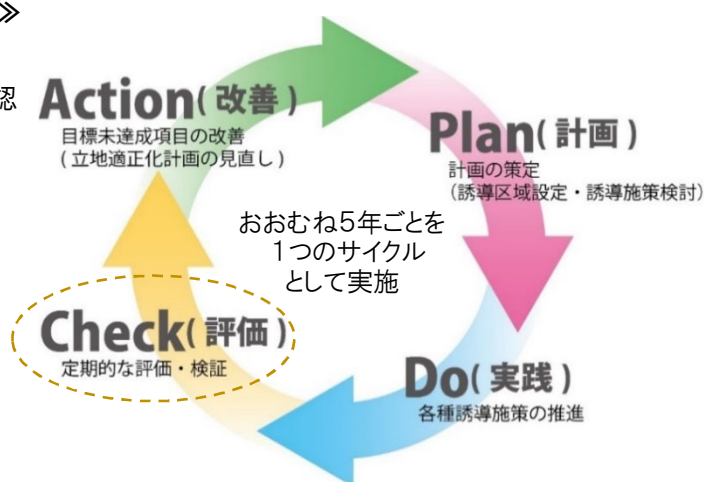 ≫
認
Action(改善)
目標未達成項目の改善
(立地適正化計画の見直し)
Plan(計画)
計画の策定
(誘導区域設定・誘導施策検討)
おおむね5年ごとを
1つのサイクル
として実施
Check(評価)
定期的な評価・検証
Do(実践)
各種誘導施策の推進